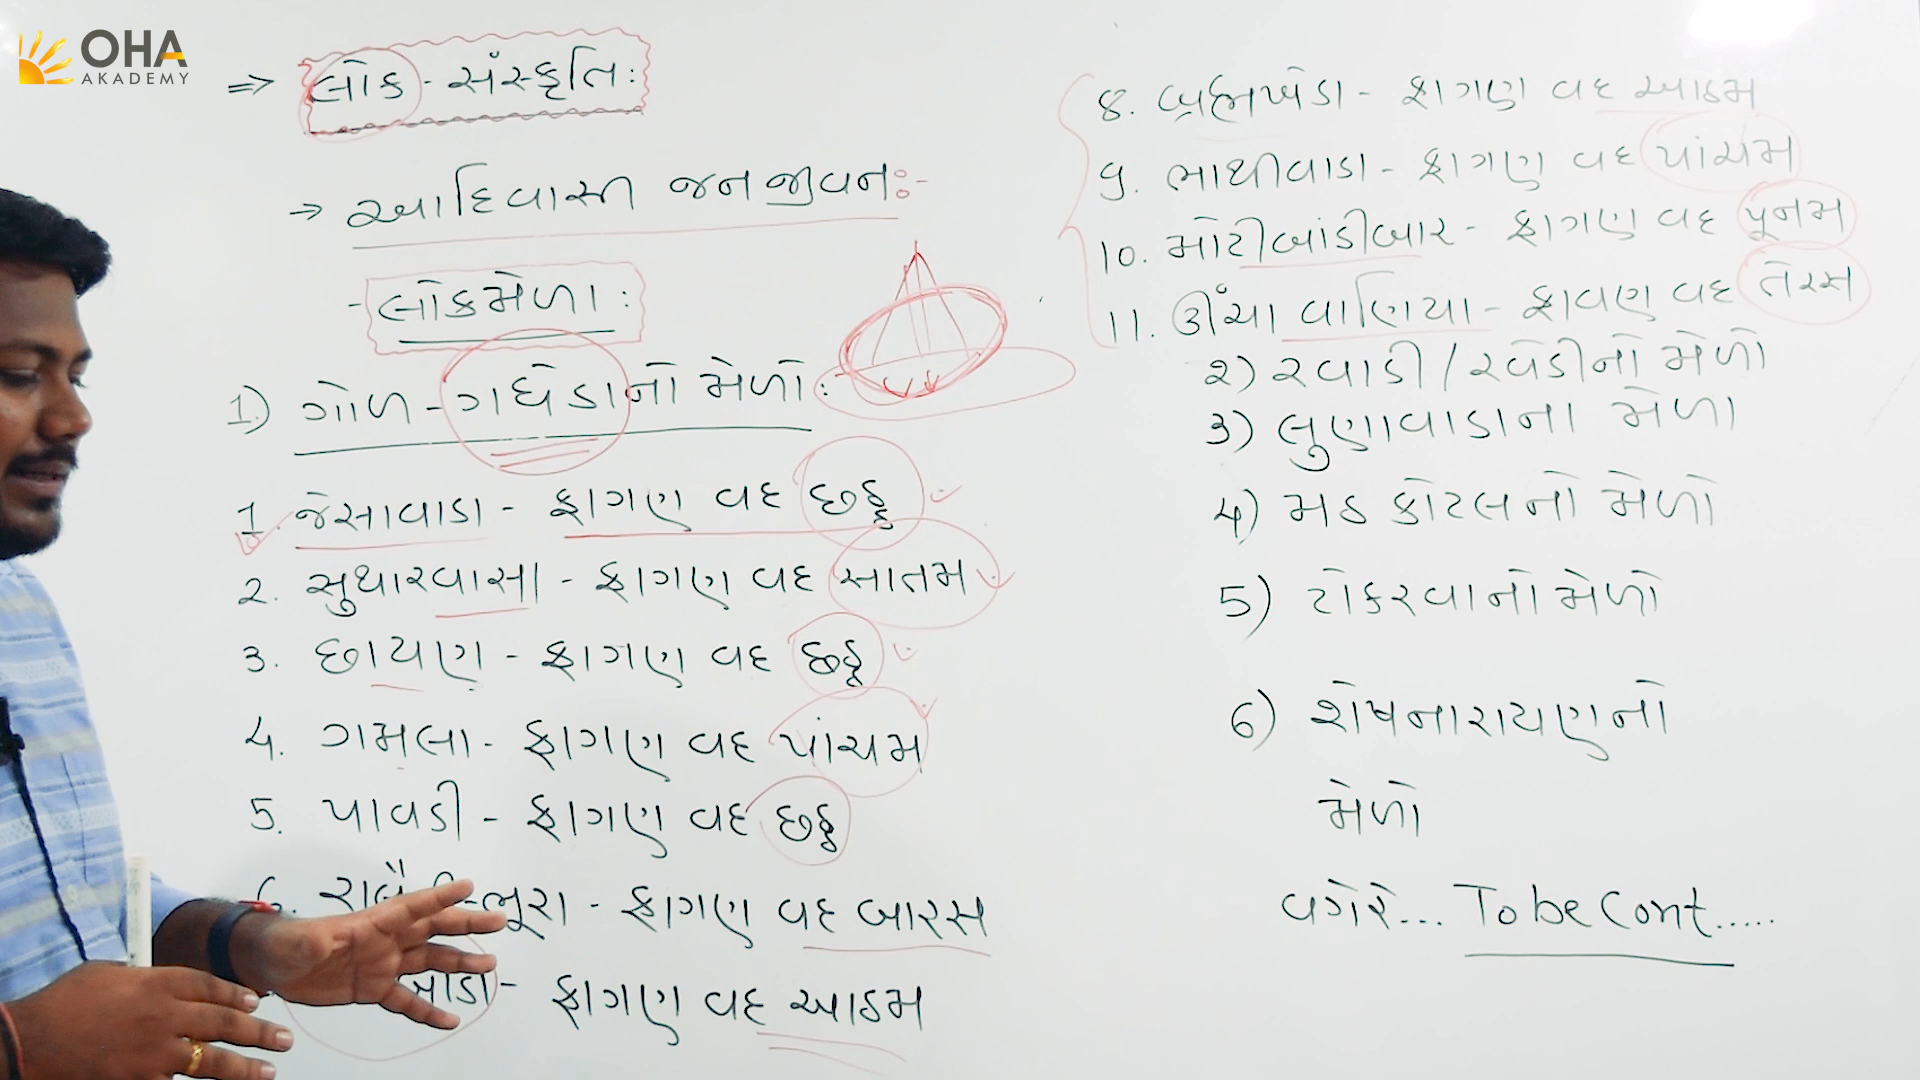 OHA
AKADEMY
⇒ લોક - સંસ્કૃતિ:
→ આદિવાસી જનજીવન:-
- લોકમેળા:
1) ગોળ - ગધેડાનો મેળો:
1. જેસાવાડા - ફાગણ વદ છઠ્ઠ
2. સુથારવાસા - ફાગણ વદ સાતમ
3. છાયણ - ફાગણ વદ છઠ્ઠ
4. ગમલા - ફાગણ વદ પાંચમ
5. પાવડી - ફાગણ વદ છઠ્ઠ
6. ભૂરા - ફાગણ વદ બારસ
- ફાગણ વદ આઠમ
8. બ્રહ્મખેડા - ફાગણ વદ આઠમ
9. ભાથીવાડા - ફાગણ વદ પાંચમ
10. મોટીબાંડીબાર - ફાગણ વદ પૂનમ
11. ઊંચા વાણિયા - ફાવણ વદ તેરસ
૨) રવાડી / રવેડીનો મેળો
3) લુણાવાડાના મેળા
4) મડ કોટલનો મેળો
5) ટોકરવાનો મેળો
6) શેષનારાયણનો
મેળો
વગેરે... To be Cont.....